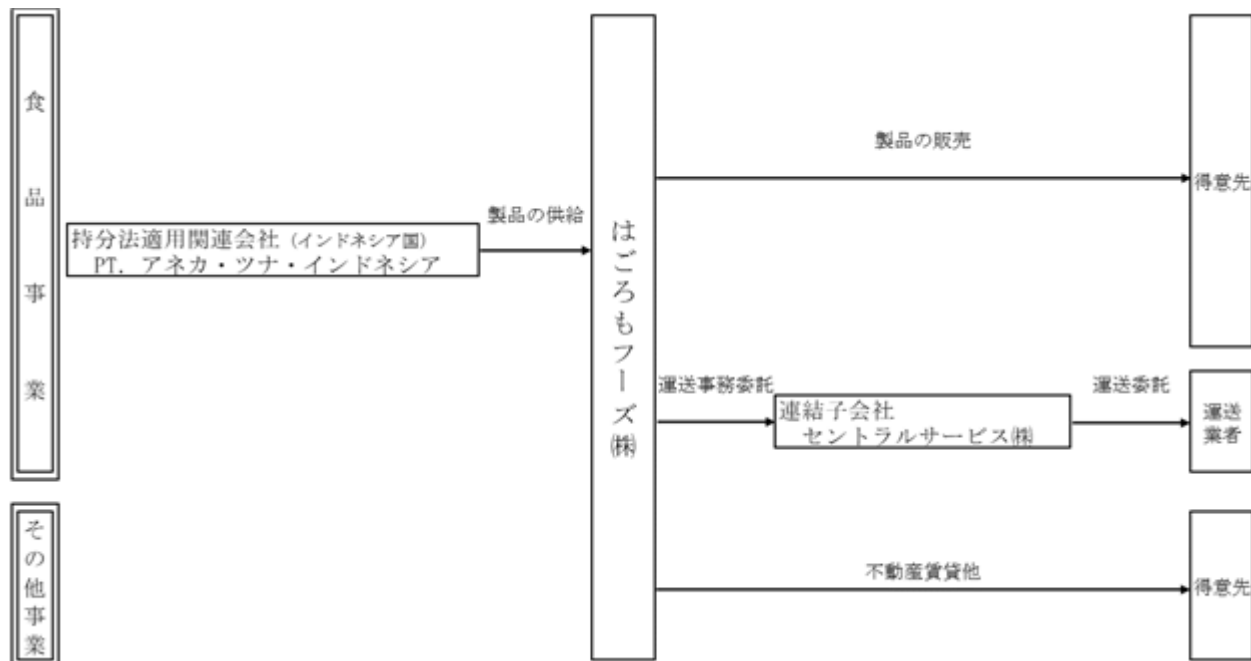 食品事業
持分法適用関連会社(インドネシア国)
PT. アネカ・ツナ・インドネシア
製品の供給
はごろもフーズ㈱
製品の販売
得意先
運送事務委託
連結子会社
セントラルサービス㈱
運送委託
運送
業者
その他事業
不動産賃貸他
得意先